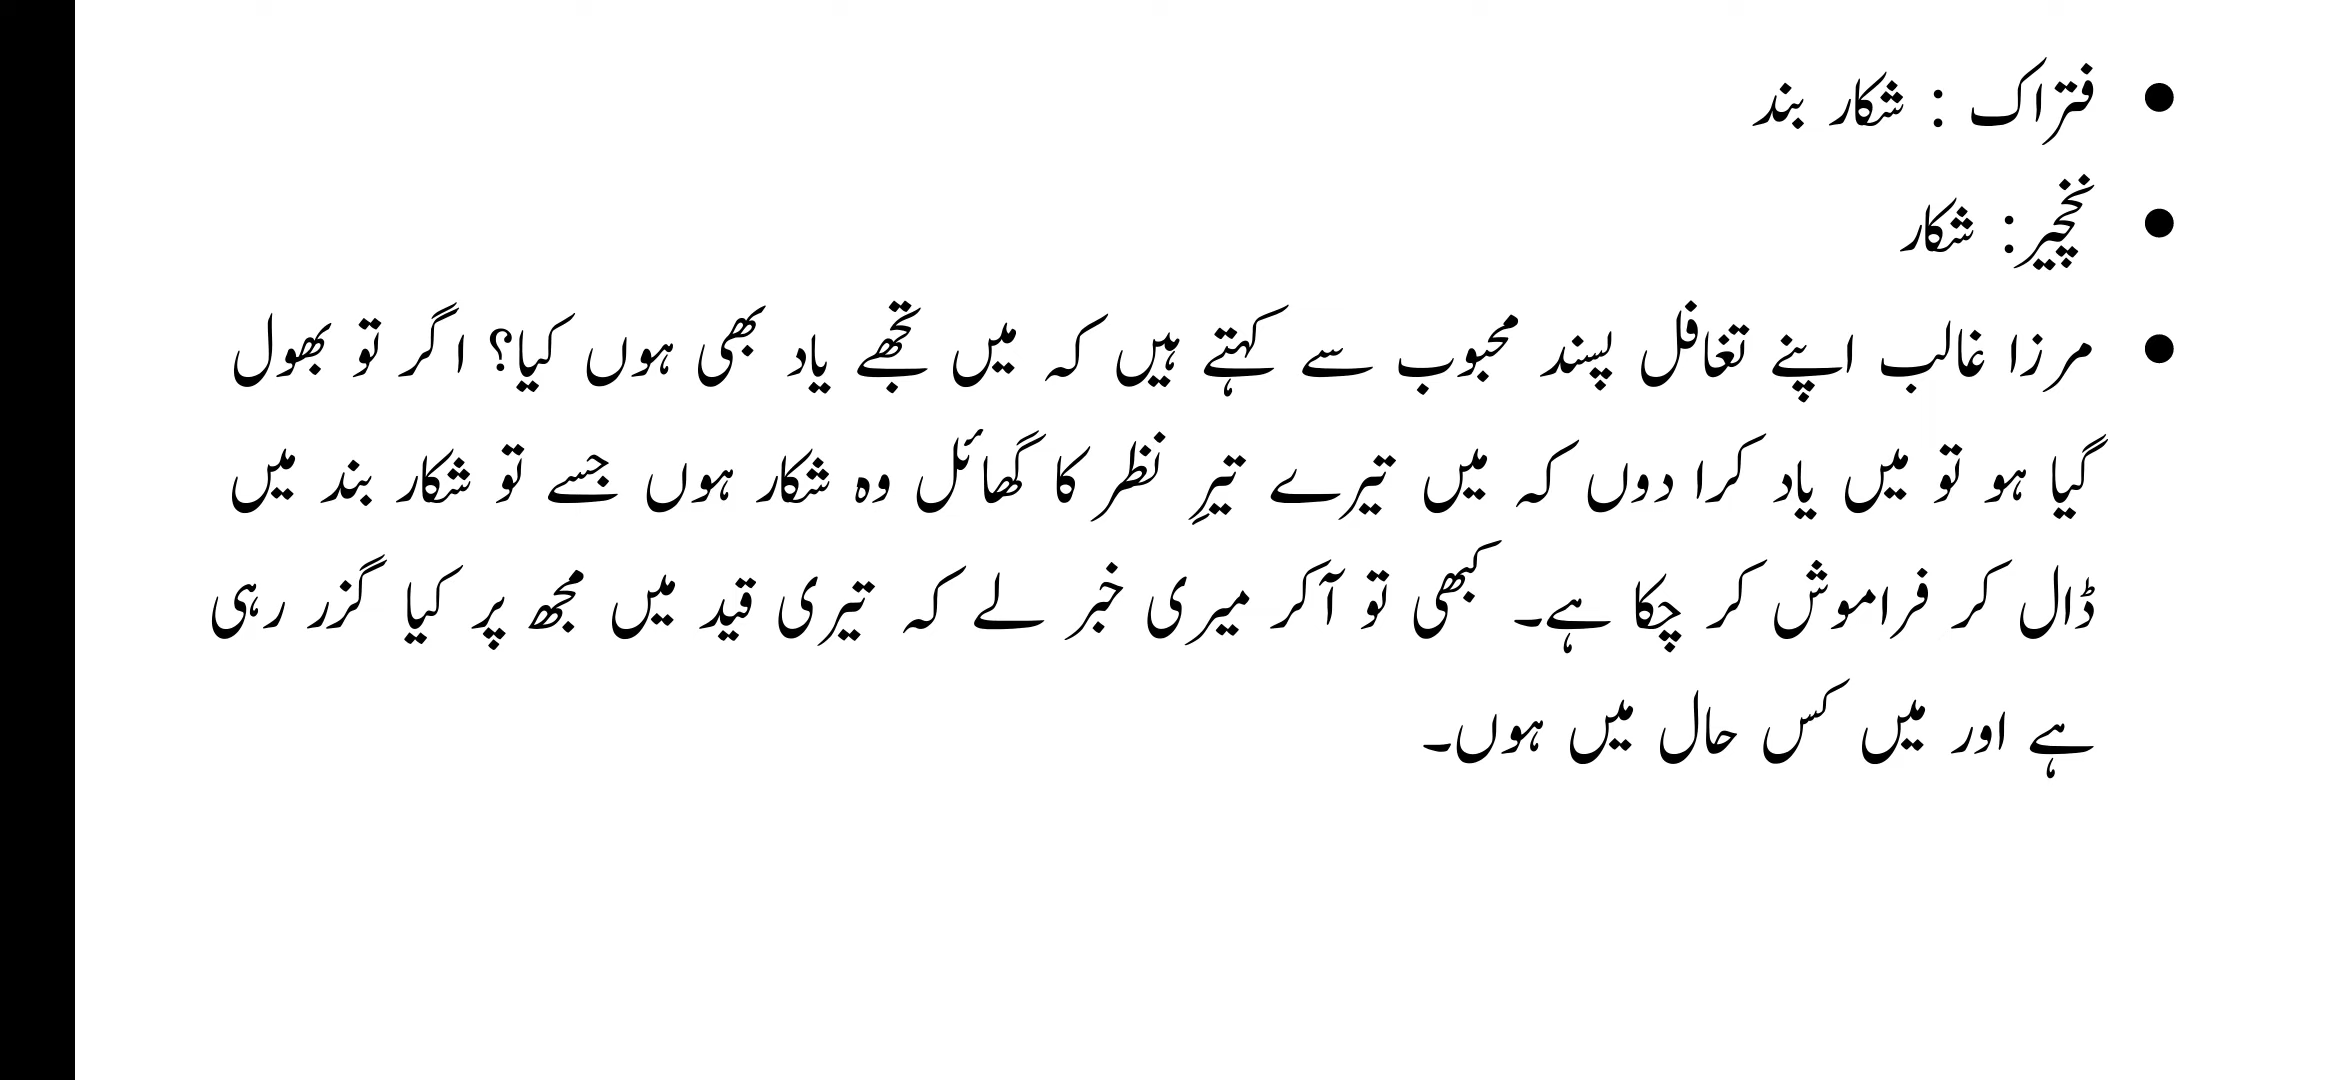 • فتراک : شکار بند
• نخچیر: شکار
• مرزا غالب اپنے تغافل پسند محبوب سے کہتے ہیں کہ میں تجھے یاد بھی ہوں کیا؟ اگر تو بھول
گیا ہو تو میں یاد کرا دوں کہ میں تیرے تیرِ نظر کا گھائل وہ شکار ہوں جسے تو شکار بند میں
ڈال کر فراموش کر چکا ہے۔ کبھی تو آکر میری خبر لے کہ تیری قید میں مجھ پر کیا گزر رہی
ہے اور میں کس حال میں ہوں۔